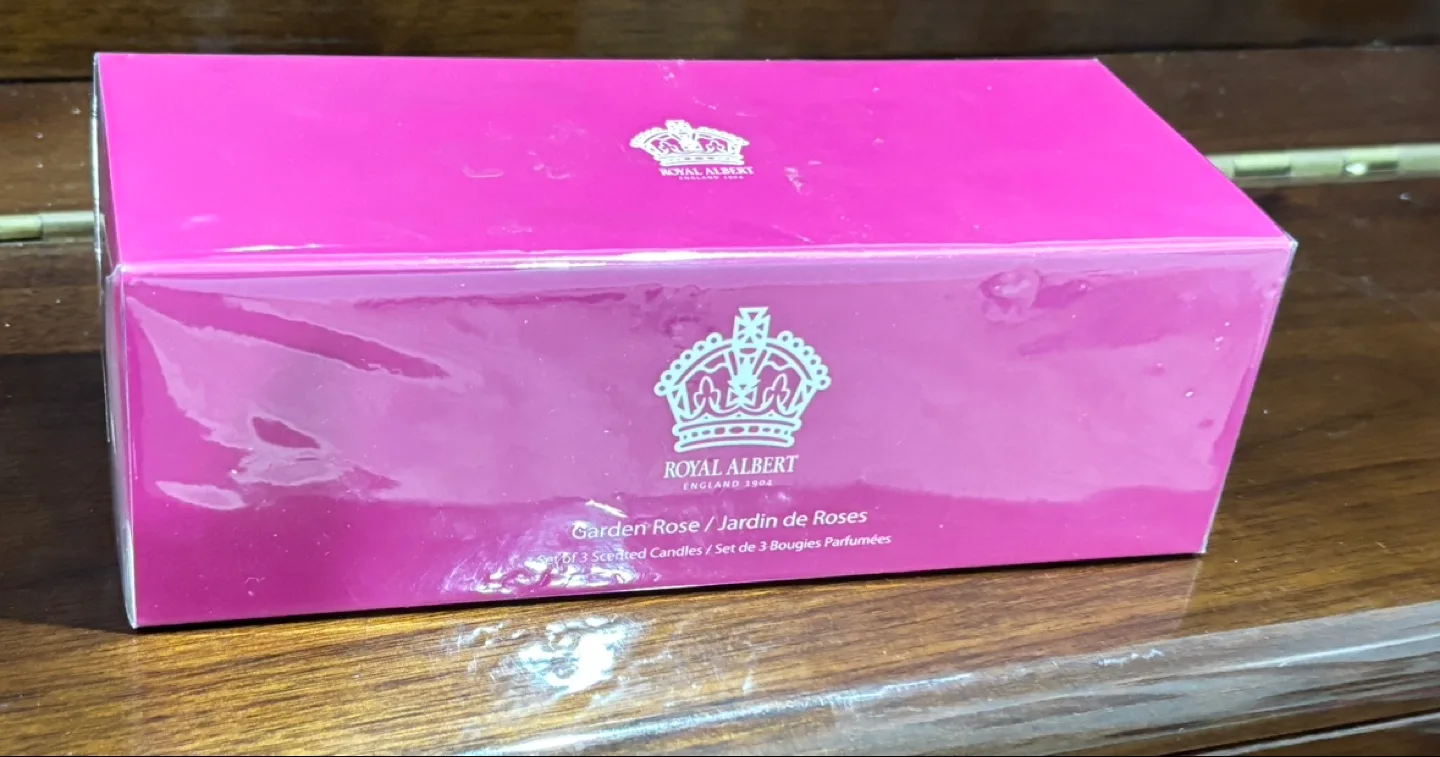 ROYAL ALBERT
ENGLAND 1904
ROYAL ALBERT
ENGLAND 1904
Garden Rose / Jardin de Roses
Set of 3 Scented Candles / Set de 3 Bougies Parfumées